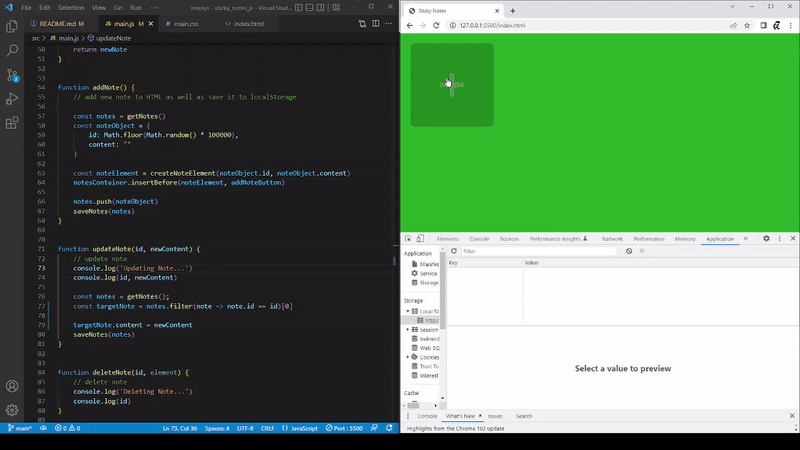 File Edit Selection View Go Run ... main.js - sticky_notes_js - Visual Stud...
README.md M main.js M main.css index.html
src > main.js > updateNote
50 return newNote
51 }
52
53
54 function addNote() {
55 // add new note to HTML as well as save it to localStorage
56
57 const notes = getNotes()
58 const noteObject = {
59 id: Math.floor(Math.random() * 100000),
60 content: ""
61 }
62
63 const noteElement = createNoteElement(noteObject.id, noteObject.content)
64 notesContainer.insertBefore(noteElement, addNoteButton)
65
66 notes.push(noteObject)
67 saveNotes(notes)
68 }
69
70
71 function updateNote(id, newContent) {
72 // update note
73 console.log('Updating Note...')
74 console.log(id, newContent)
75
76 const notes = getNotes();
77 const targetNote = notes.filter(note => note.id == id)[0]
78
79 targetNote.content = newContent
80 saveNotes(notes)
81 }
82
83
84 function deleteNote(id, element) {
85 // delete note
86 console.log('Deleting Note...')
87 console.log(id)
88 }
89
main* 0 0 Ln 73, Col 36 Spaces: 4 UTF-8 CRLF {} JavaScript Port : 5500
Sticky Notes
127.0.0.1:5500/index.html
Elements Console Sources Performance insights Network Performance Memory Application
Application
Manifes
Service
Storage
Storage
Local St
http:/
Session
Indexed
Web SQ
Cookies
Trust To
Interest
Cache
Filter
Key Value
Select a value to preview
Console What's New Issues Search
Highlights from the Chrome 102 update